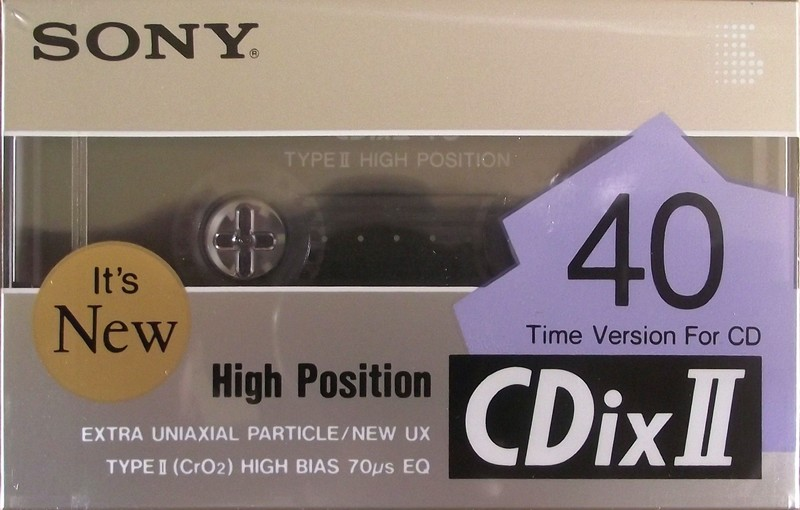 SONY®
TYPE II HIGH POSITION
40
Time Version For CD
It's
New
High Position
CDix II
EXTRA UNIAXIAL PARTICLE/NEW UX
TYPE II (CrO₂) HIGH BIAS 70µs EQ